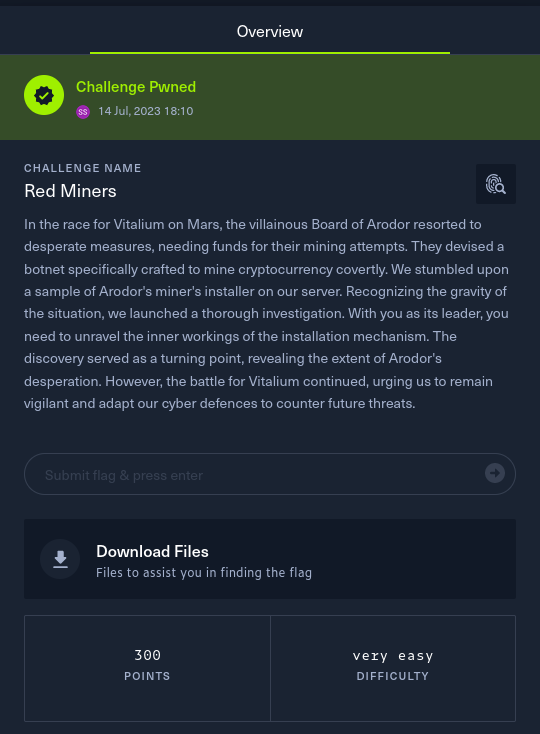 Overview
Challenge Pwned
SS 14 Jul, 2023 18:10
CHALLENGE NAME
Red Miners
In the race for Vitalium on Mars, the villainous Board of Arodor resorted to
desperate measures, needing funds for their mining attempts. They devised a
botnet specifically crafted to mine cryptocurrency covertly. We stumbled upon
a sample of Arodor's miner's installer on our server. Recognizing the gravity of
the situation, we launched a thorough investigation. With you as its leader, you
need to unravel the inner workings of the installation mechanism. The
discovery served as a turning point, revealing the extent of Arodor's
desperation. However, the battle for Vitalium continued, urging us to remain
vigilant and adapt our cyber defences to counter future threats.
Submit flag & press enter
Download Files
Files to assist you in finding the flag
300
POINTS
very easy
DIFFICULTY